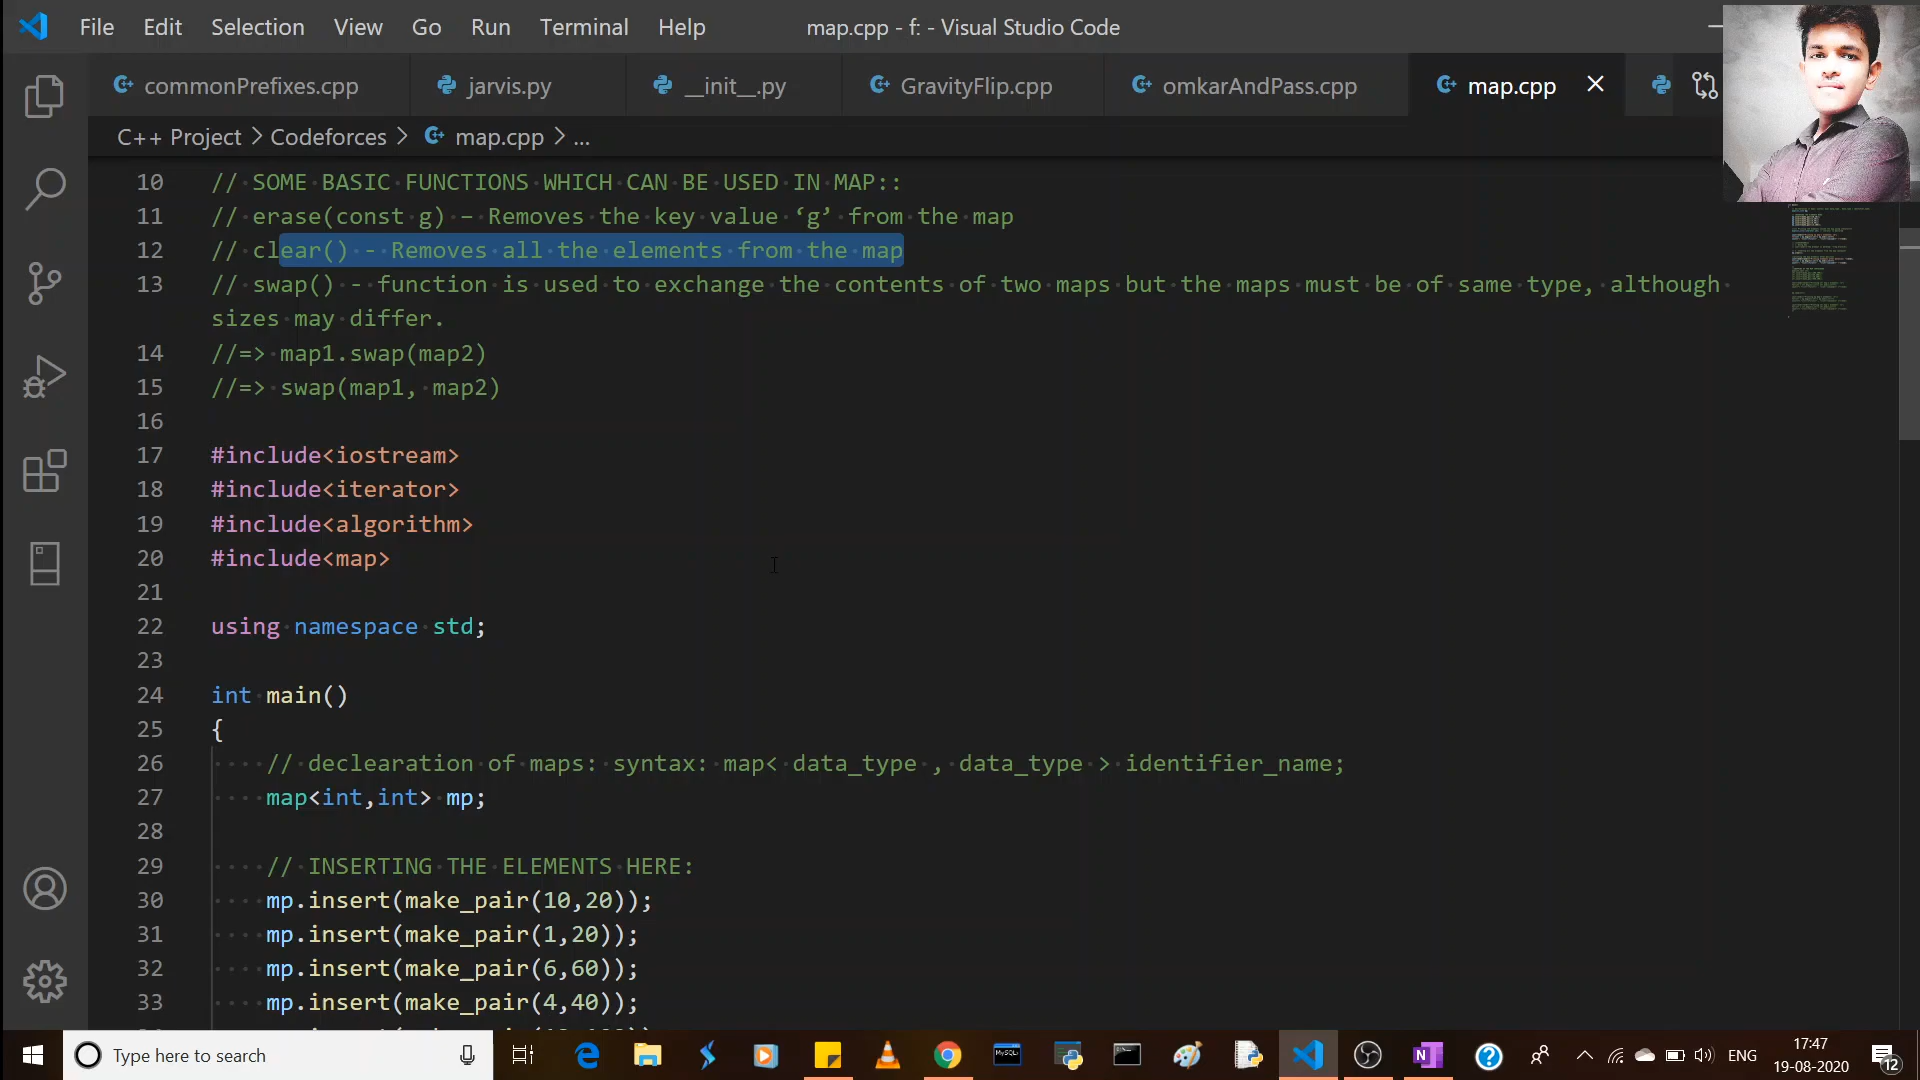 File Edit Selection View Go Run Terminal Help map.cpp - f: - Visual Studio Code
commonPrefixes.cpp jarvis.py __init__.py GravityFlip.cpp omkarAndPass.cpp map.cpp
C++ Project > Codeforces > map.cpp > ...
10 // SOME BASIC FUNCTIONS WHICH CAN BE USED IN MAP::
11 // erase(const g) – Removes the key value ‘g’ from the map
12 // clear() - Removes all the elements from the map
13 // swap() - function is used to exchange the contents of two maps but the maps must be of same type, although
sizes may differ.
14 //=> map1.swap(map2)
15 //=> swap(map1, map2)
16
17 #include<iostream>
18 #include<iterator>
19 #include<algorithm>
20 #include<map>
21
22 using namespace std;
23
24 int main()
25 {
26 // declearation of maps: syntax: map< data_type , data_type > identifier_name;
27 map<int,int> mp;
28
29 // INSERTING THE ELEMENTS HERE:
30 mp.insert(make_pair(10,20));
31 mp.insert(make_pair(1,20));
32 mp.insert(make_pair(6,60));
33 mp.insert(make_pair(4,40));
Type here to search
MySQL
N
ENG
17:47
19-08-2020
12